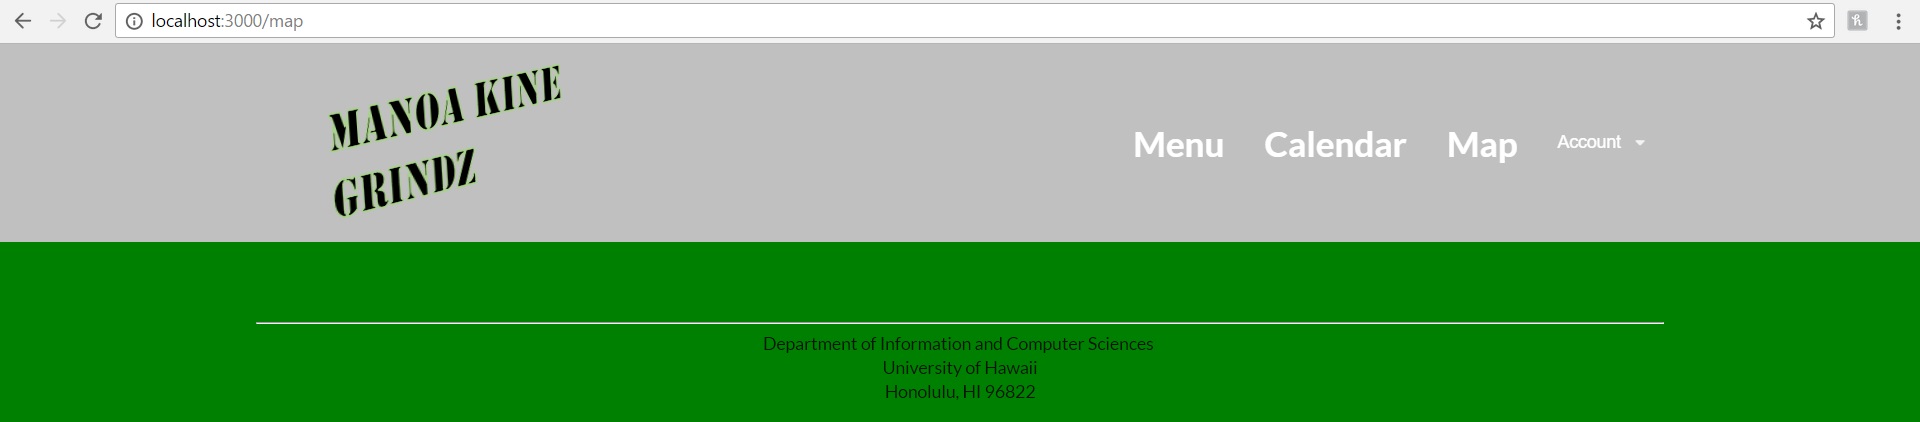 localhost:3000/map
MANOA KINE
GRINDZ
Menu Calendar Map Account
Department of Information and Computer Sciences
University of Hawaii
Honolulu, HI 96822